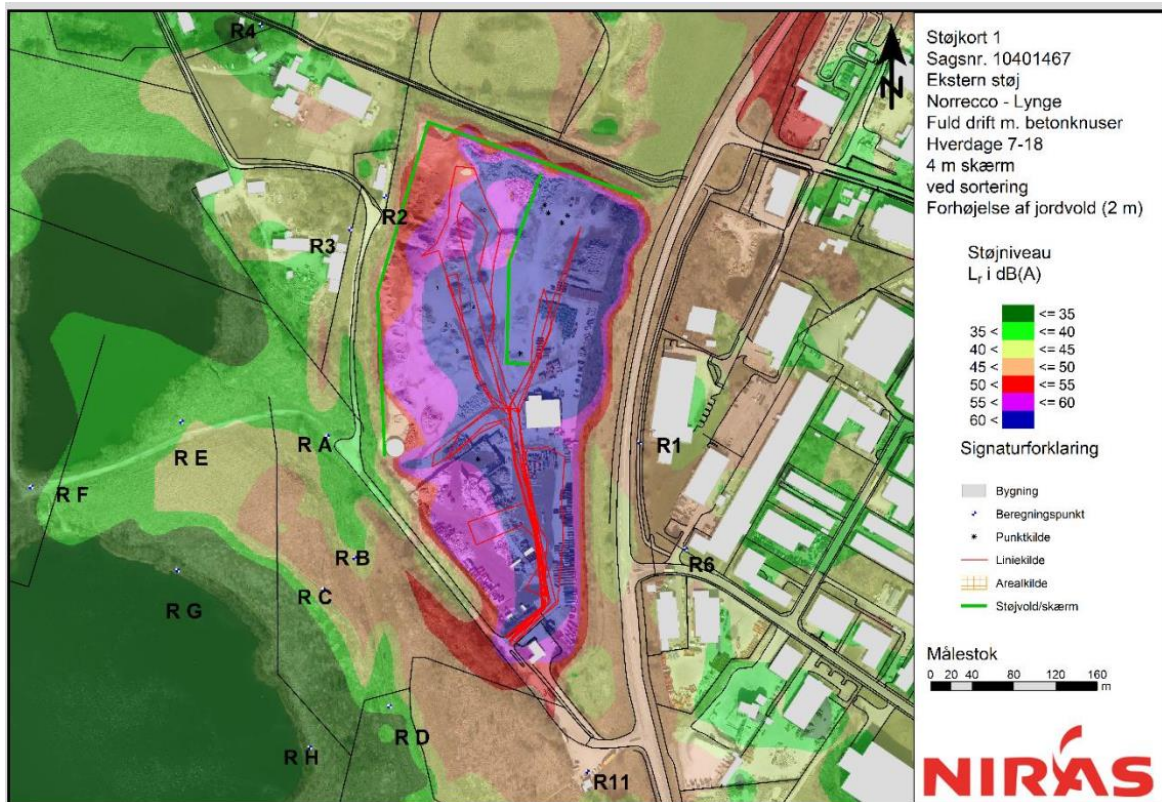 R4
R2
R3
R A
R E
R1
R F
R B
R6
R C
R G
R D
R H
R11
N
Støjkort 1
Sagsnr. 10401467
Ekstern støj
Norrecco - Lynge
Fuld drift m. betonknuser
Hverdage 7-18
4 m skærm
ved sortering
Forhøjelse af jordvold (2 m)
Støjniveau
Lr i dB(A)
<= 35
35 < <= 40
40 < <= 45
45 < <= 50
50 < <= 55
55 < <= 60
60 <
Signaturforklaring
Bygning
Beregningspunkt
Punktkilde
Liniekilde
Arealkilde
Støjvold/skærm
Målestok
0 20 40 80 120 160
m
NIRAS